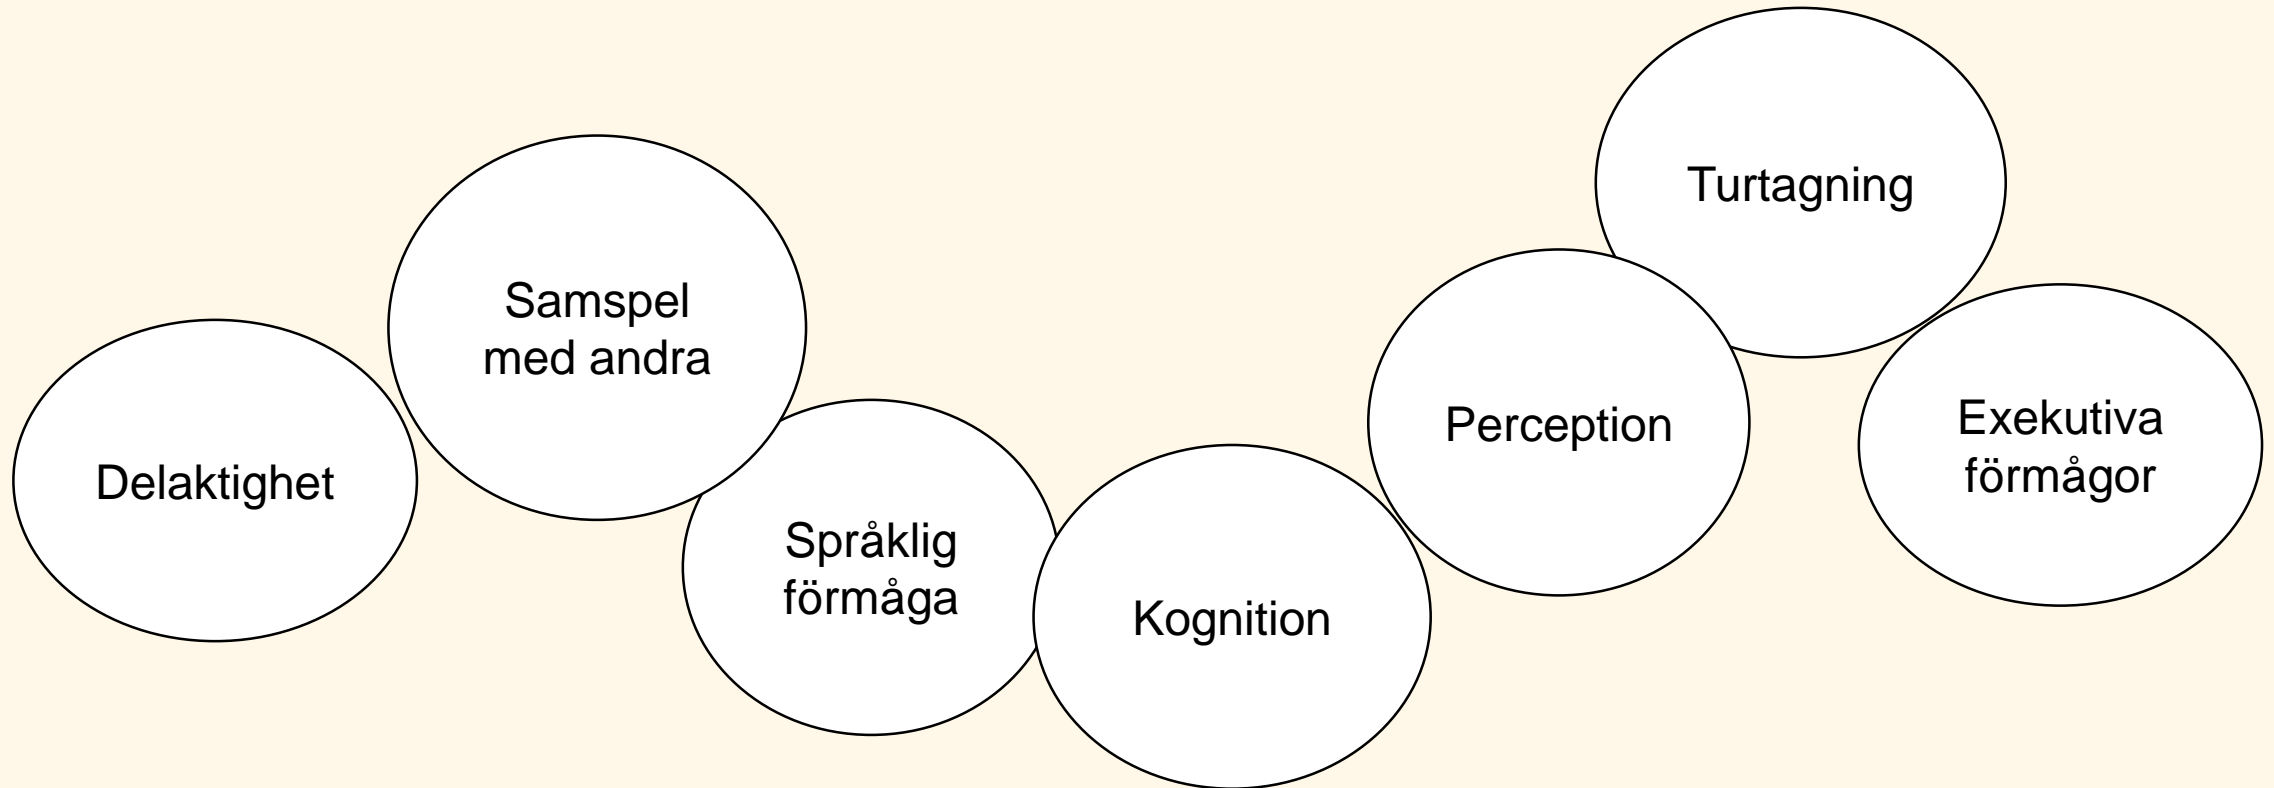 Delaktighet
Samspel
med andra
Språklig
förmåga
Kognition
Perception
Turtagning
Exekutiva
förmågor